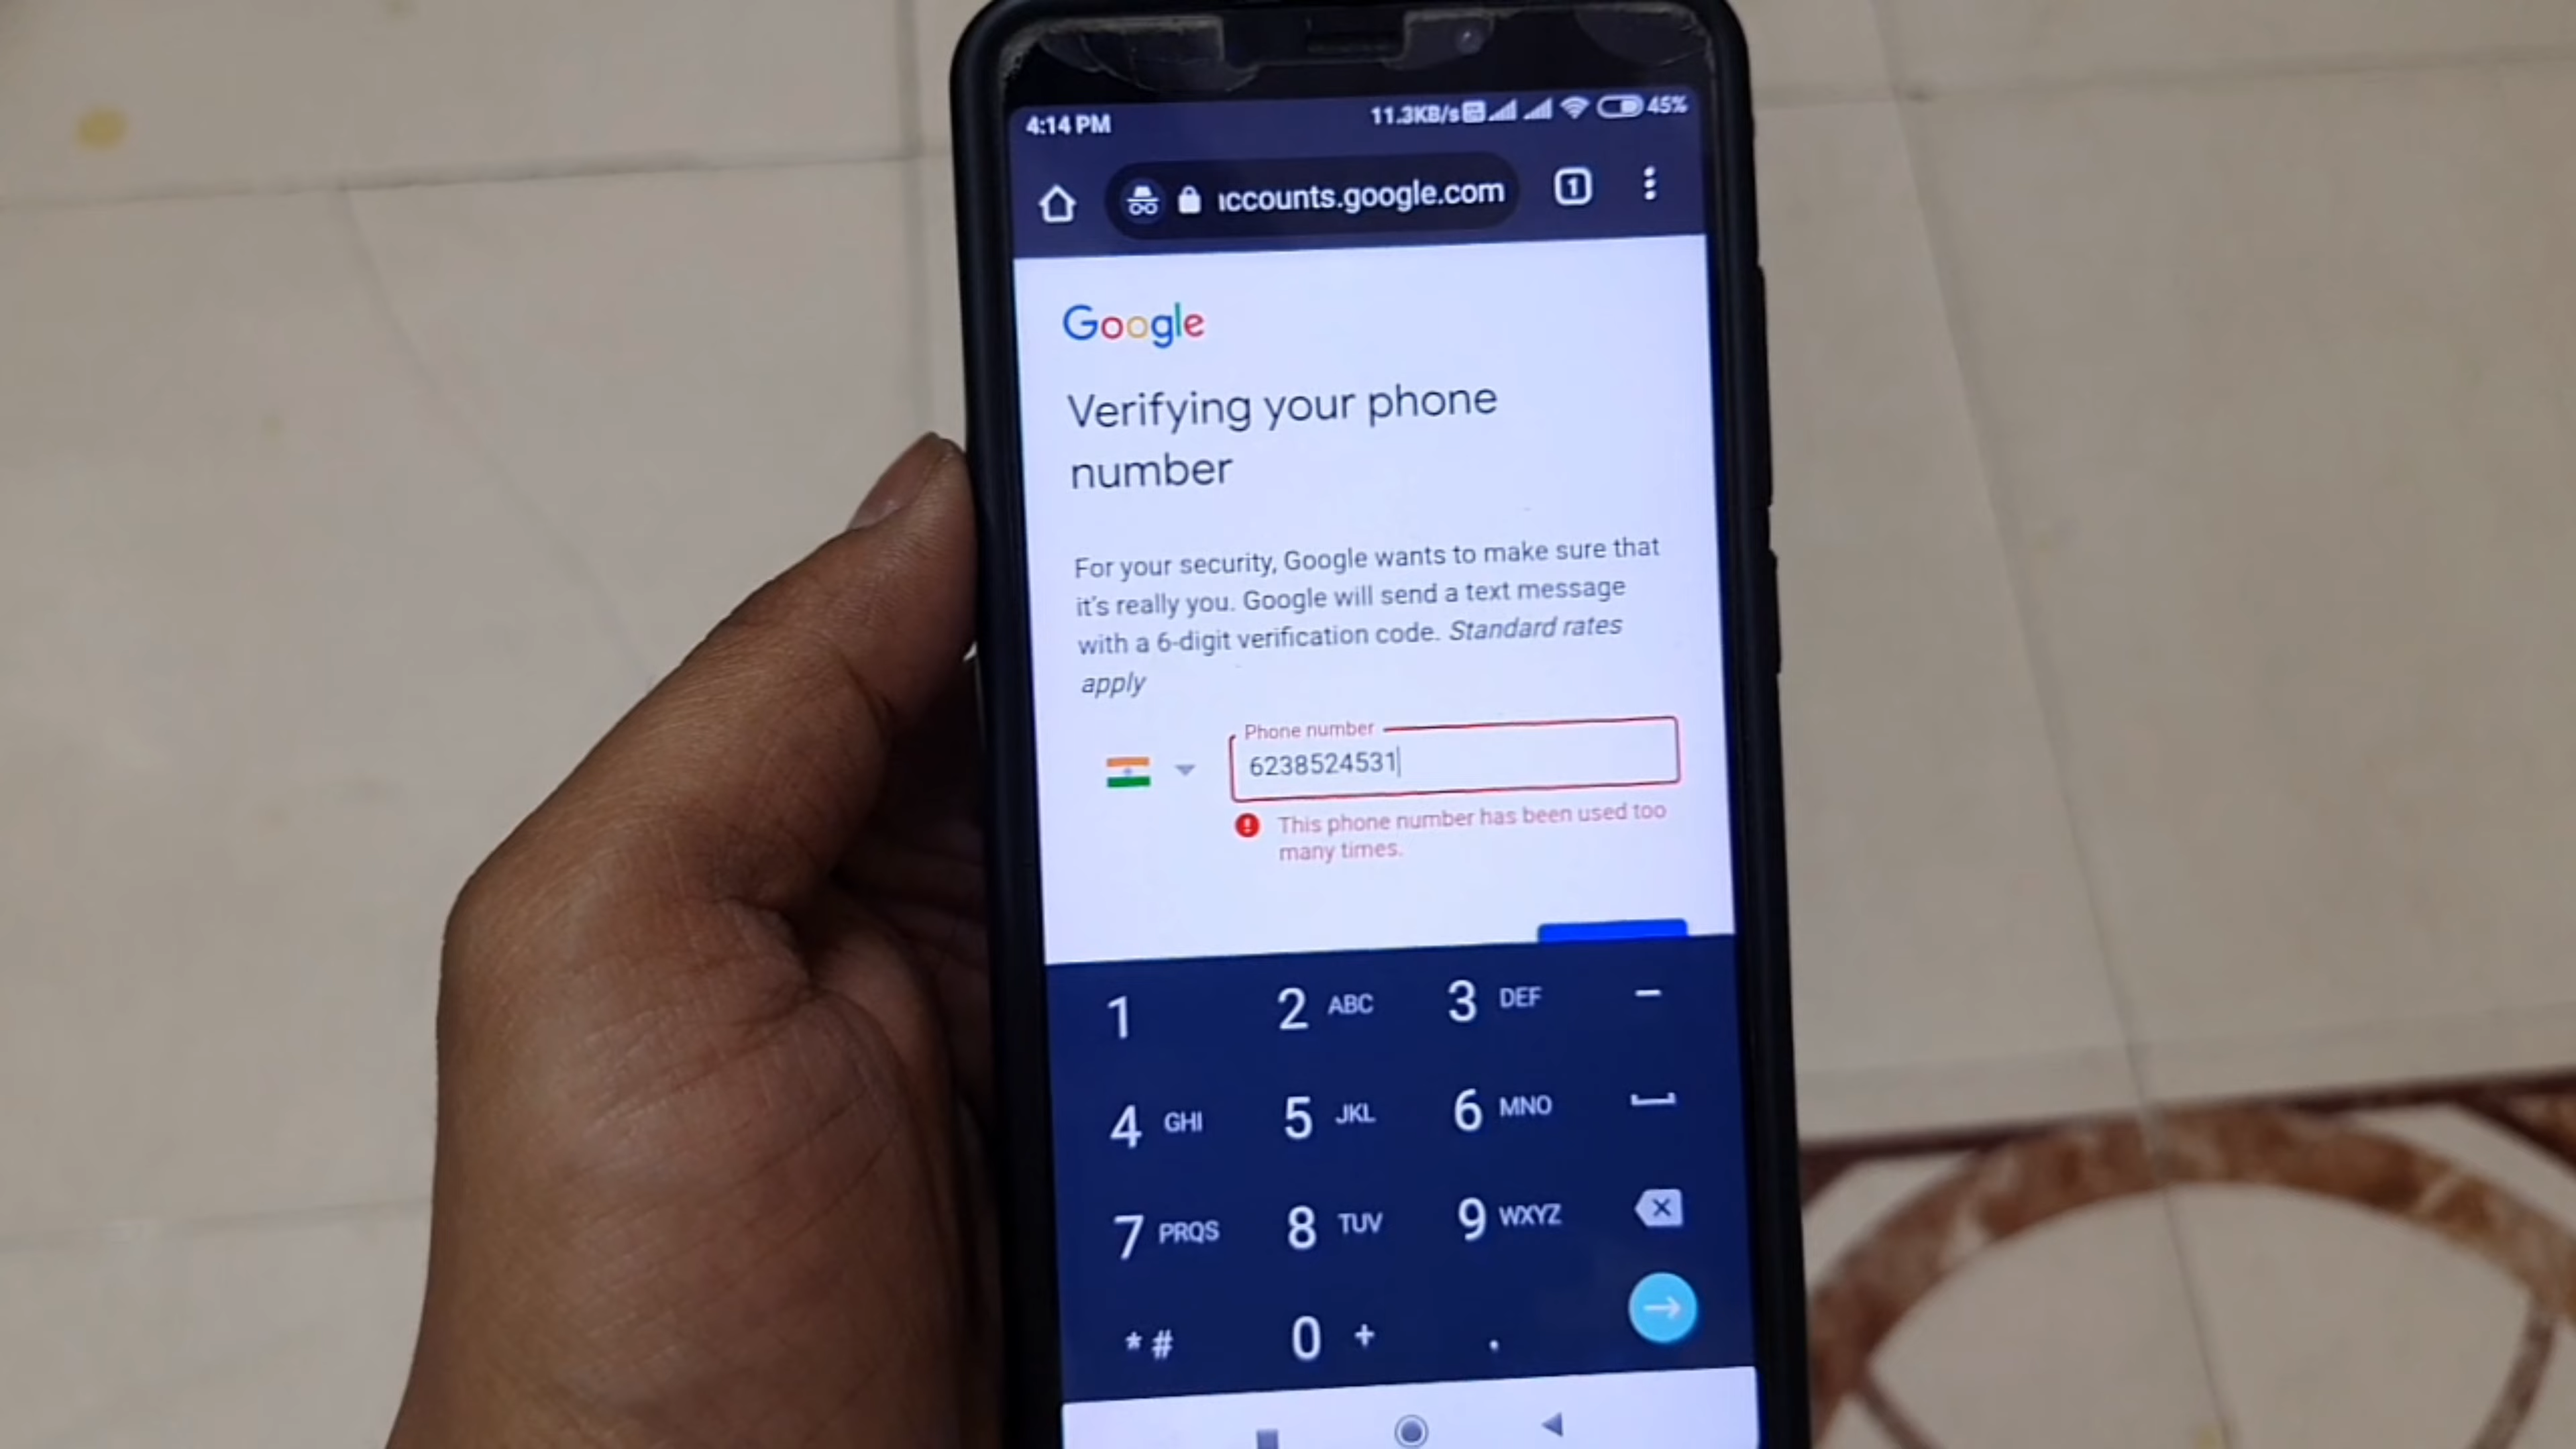 4:14 PM 11.3KB/s 45%
ccounts.google.com 1
Google
Verifying your phone
number
For your security, Google wants to make sure that
it's really you. Google will send a text message
with a 6-digit verification code. Standard rates
apply
Phone number
6238524531
This phone number has been used too
many times.
1 2 ABC 3 DEF –
4 GHI 5 JKL 6 MNO
7 PRQS 8 TUV 9 WXYZ
* # 0 + .